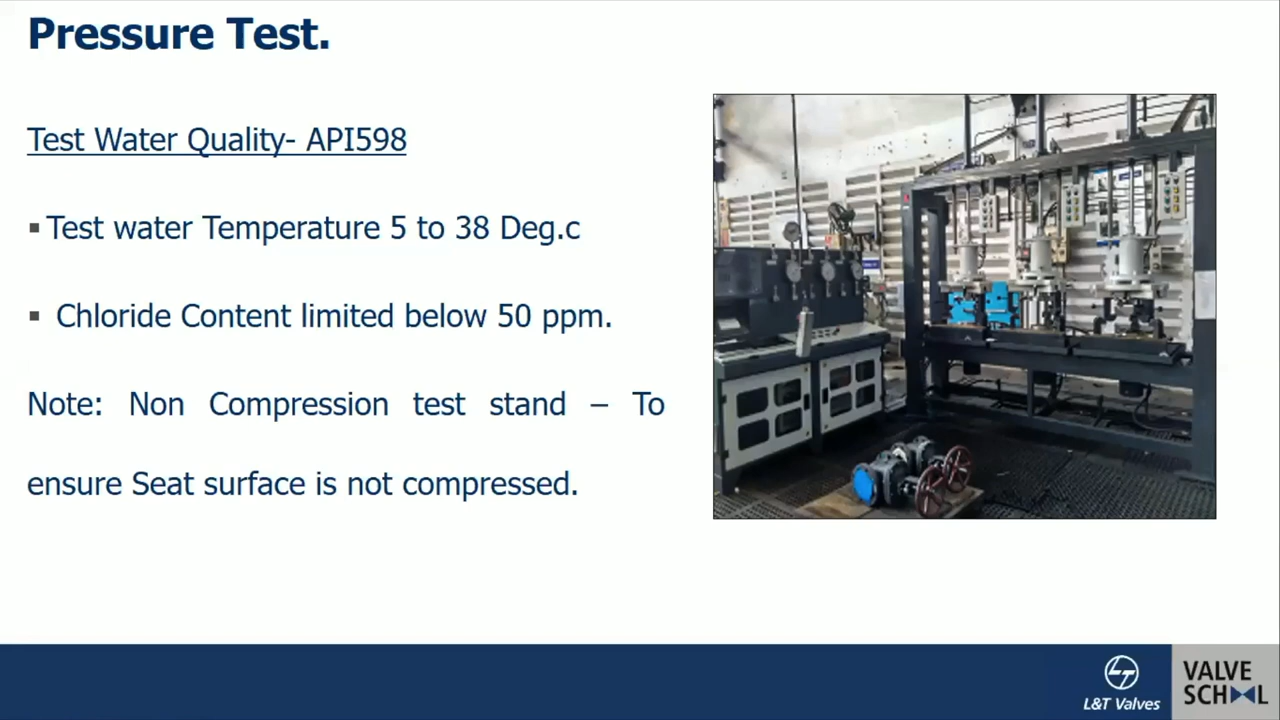 Pressure Test.
Test Water Quality- API598
▪ Test water Temperature 5 to 38 Deg.c
▪ Chloride Content limited below 50 ppm.
Note: Non Compression test stand – To
ensure Seat surface is not compressed.
L&T Valves
VALVE
SCHOOL